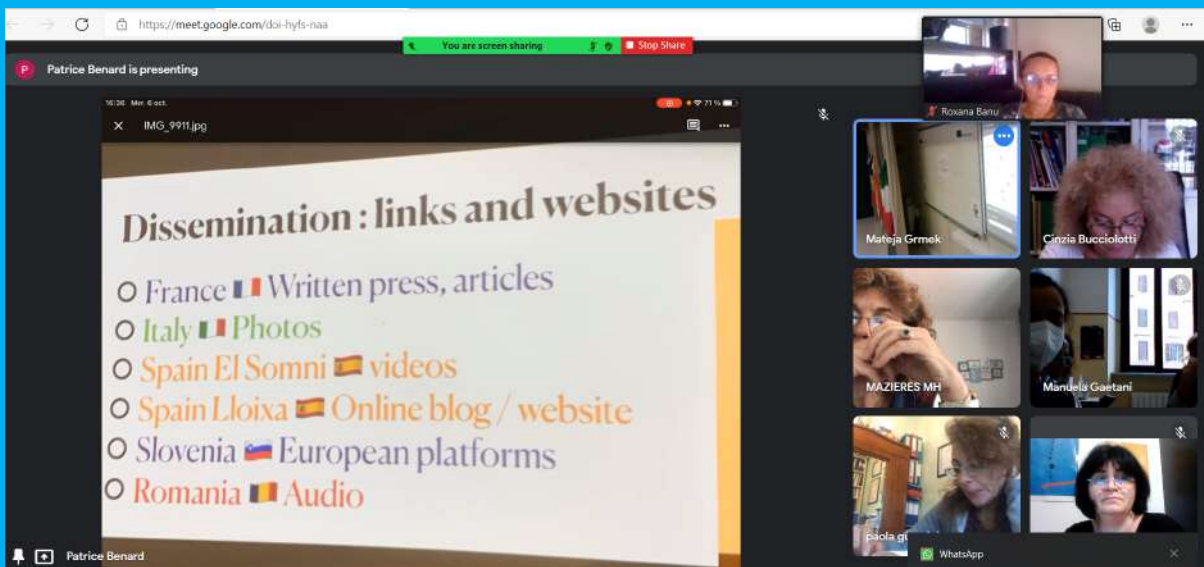 https://meet.google.com/doi-hyfs-naa
You are screen sharing
Stop Share
P
Patrice Benard is presenting
Roxana Banu
16:36 Mer. 6 oct.
71 %
IMG_9911.jpg
Dissemination : links and websites
France Written press, articles
Italy Photos
Spain El Somni videos
Spain Lloixa Online blog / website
Slovenia European platforms
Romania Audio
Mateja Grmek
Cinzia Bucciolotti
MAZIERES MH
Manuela Gaetani
paola
Patrice Benard
WhatsApp